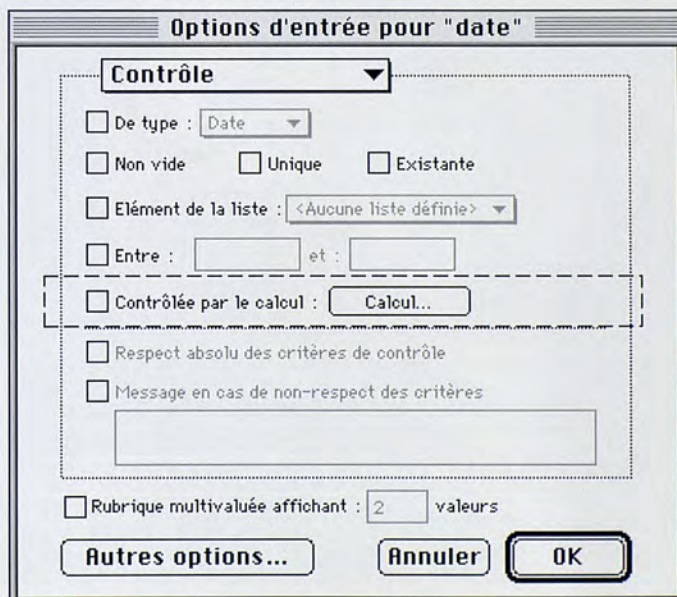 Options d'entrée pour "date"
Contrôle
De type : Date
Non vide Unique Existante
Elément de la liste : <Aucune liste définie>
Entre : et :
Contrôlée par le calcul : Calcul...
Respect absolu des critères de contrôle
Message en cas de non-respect des critères
Rubrique multivaluée affichant : 2 valeurs
Autres options... Annuler OK